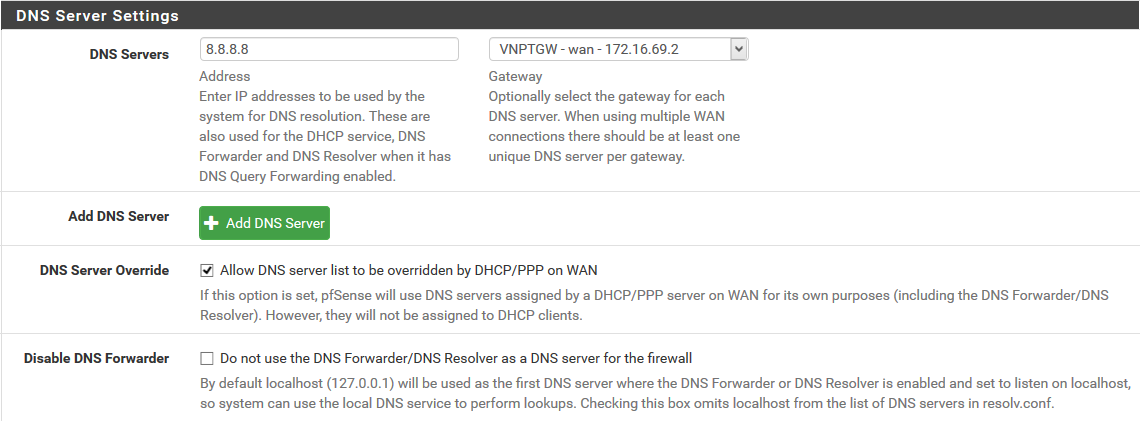 DNS Server Settings
DNS Servers
8.8.8.8
VNPTGW - wan - 172.16.69.2
Address
Enter IP addresses to be used by the
system for DNS resolution. These are
also used for the DHCP service, DNS
Forwarder and DNS Resolver when it has
DNS Query Forwarding enabled.
Gateway
Optionally select the gateway for each
DNS server. When using multiple WAN
connections there should be at least one
unique DNS server per gateway.
Add DNS Server
Add DNS Server
DNS Server Override
Allow DNS server list to be overridden by DHCP/PPP on WAN
If this option is set, pfSense will use DNS servers assigned by a DHCP/PPP server on WAN for its own purposes (including the DNS Forwarder/DNS
Resolver). However, they will not be assigned to DHCP clients.
Disable DNS Forwarder
Do not use the DNS Forwarder/DNS Resolver as a DNS server for the firewall
By default localhost (127.0.0.1) will be used as the first DNS server where the DNS Forwarder or DNS Resolver is enabled and set to listen on localhost,
so system can use the local DNS service to perform lookups. Checking this box omits localhost from the list of DNS servers in resolv.conf.